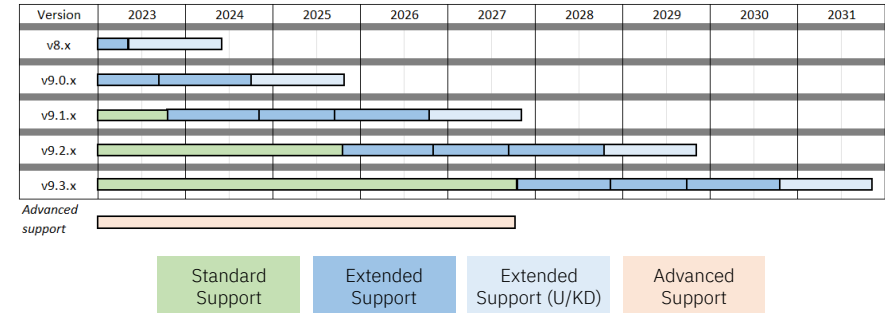 Version 2023 2024 2025 2026 2027 2028 2029 2030 2031
v8.x
v9.0.x
v9.1.x
v9.2.x
v9.3.x
Advanced
support
Standard
Support
Extended
Support
Extended
Support (U/KD)
Advanced
Support